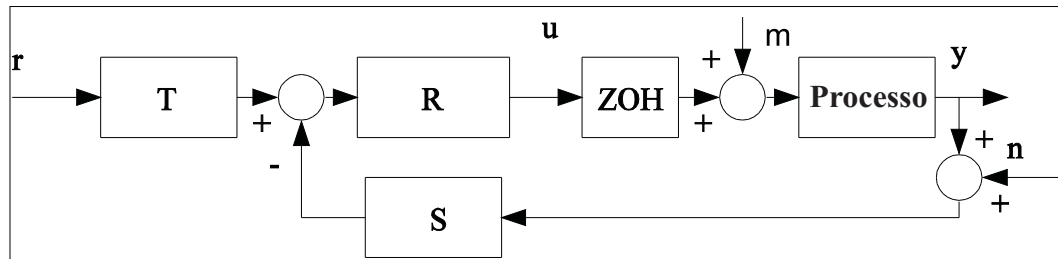 r
T
+
-
R
u
ZOH
+
+
m
Processo
y
+
n
+
S